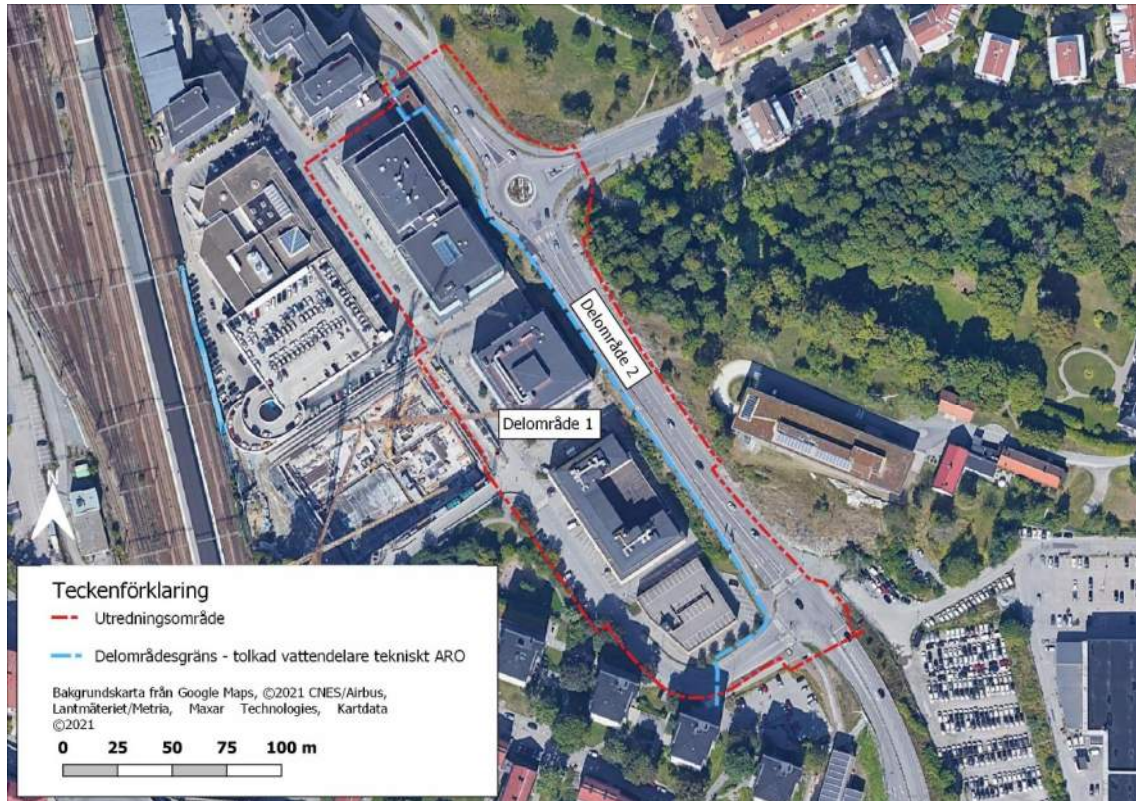 Delområde 2
Delområde 1
N
Teckenförklaring
Utredningsområde
Delområdesgräns - tolkad vattendelare tekniskt ARO
Bakgrundskarta från Google Maps, ©2021 CNES/Airbus,
Lantmäteriet/Metria, Maxar Technologies, Kartdata
©2021
0 25 50 75 100 m